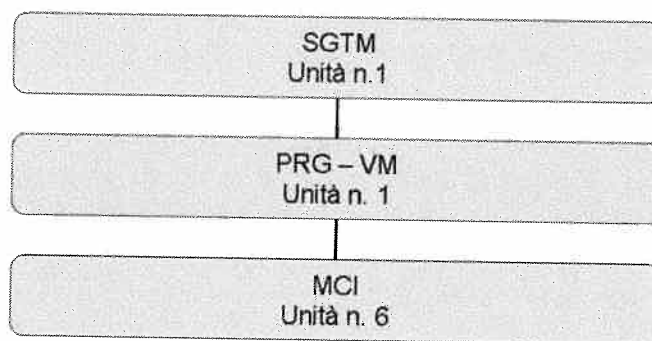 SGTM
Unità n.1
PRG – VM
Unità n. 1
MCI
Unità n. 6